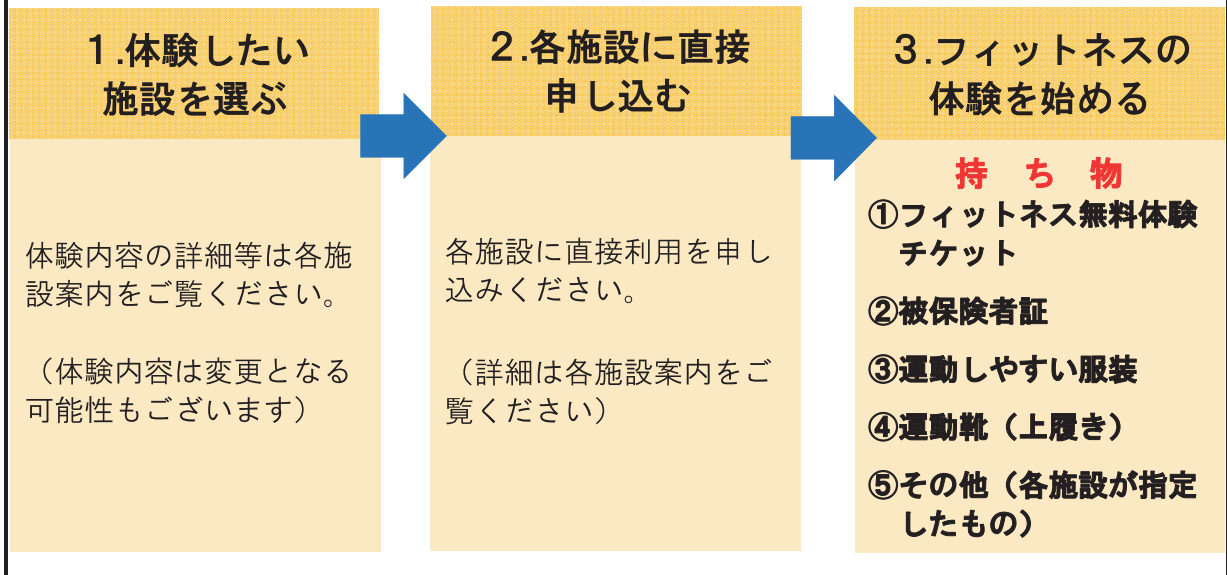 １.体験したい
施設を選ぶ
体験内容の詳細等は各施
設案内をご覧ください。
（体験内容は変更となる
可能性もございます）
２.各施設に直接
申し込む
各施設に直接利用を申し
込みください。
（詳細は各施設案内をご
覧ください）
３.フィットネスの
体験を始める
持 ち 物
①フィットネス無料体験
チケット
②被保険者証
③運動しやすい服装
④運動靴（上履き）
⑤その他（各施設が指定
したもの）